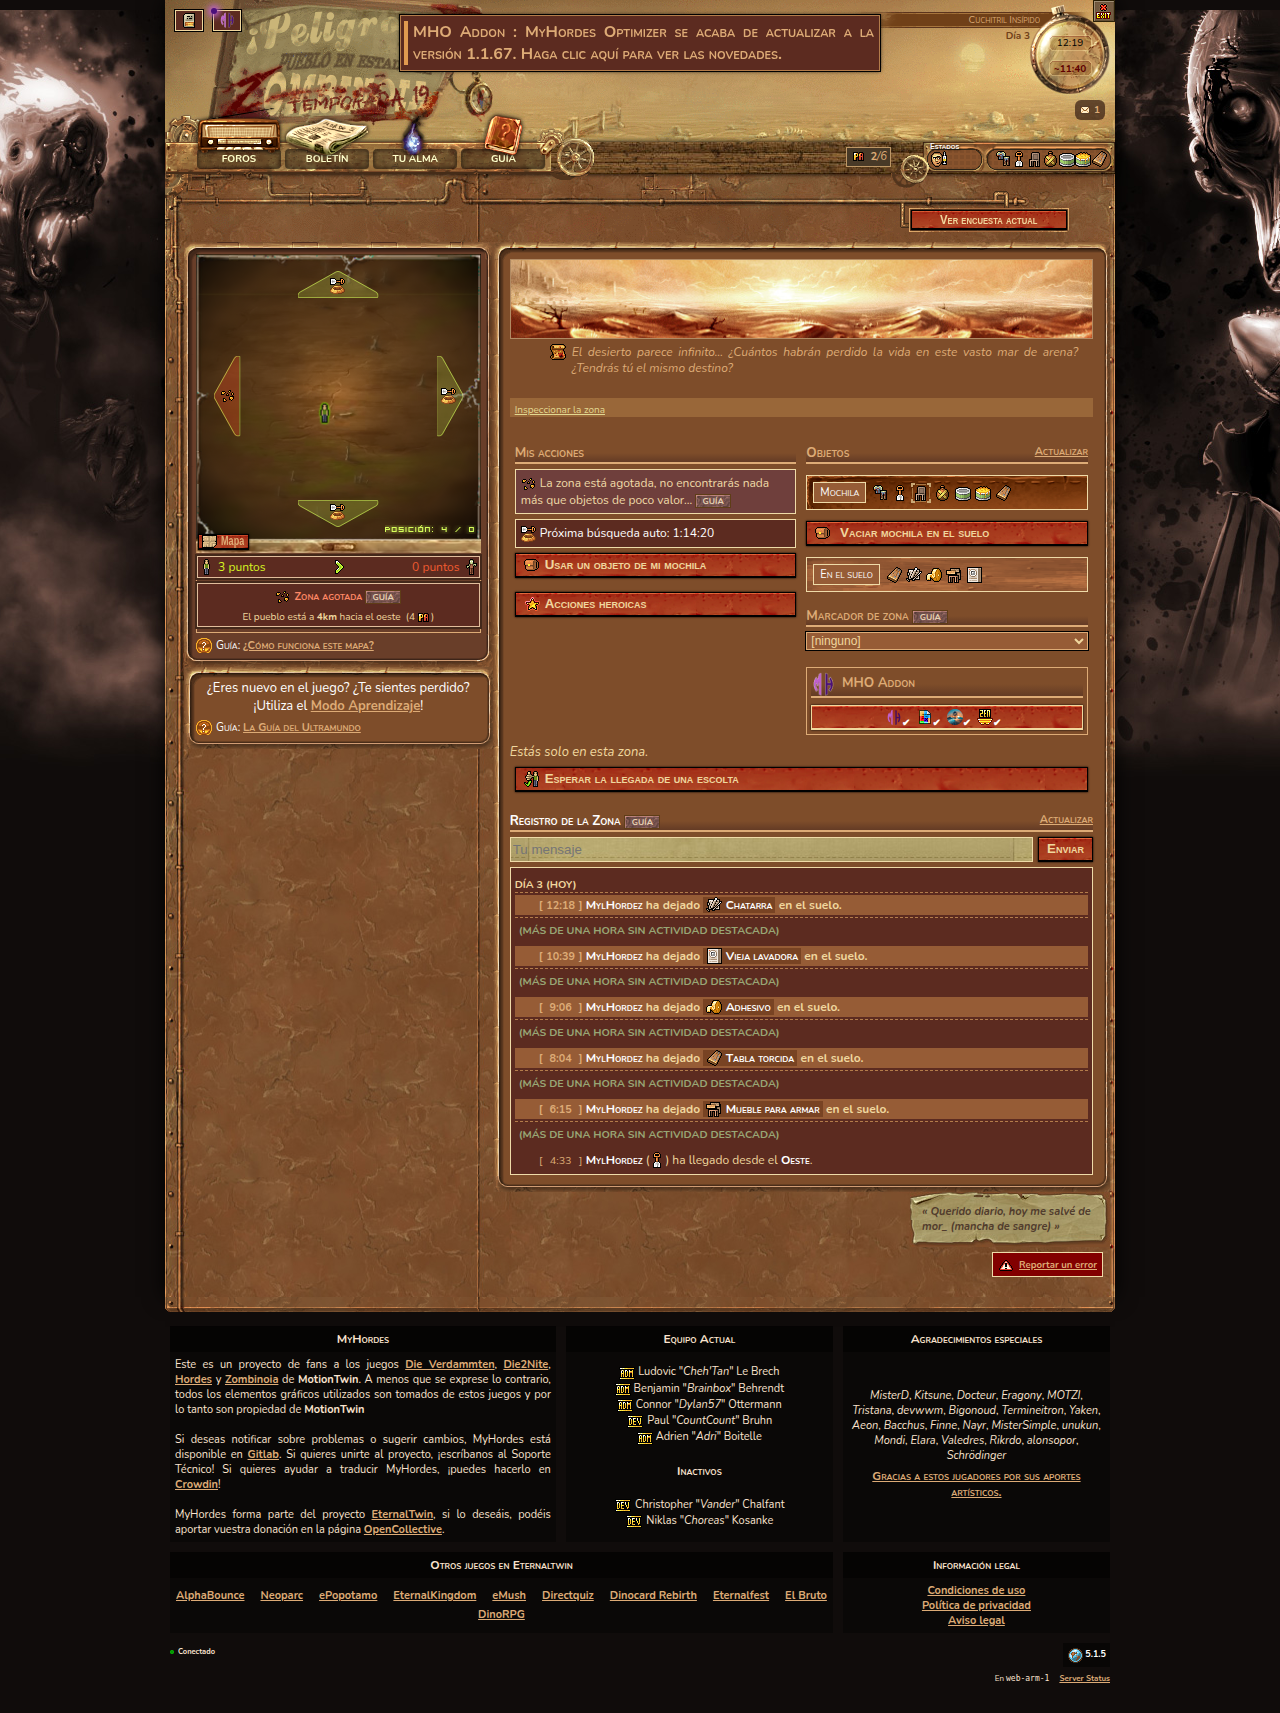 ¡Peligro!
PUEBLO EN ESTADO
ZOMBINOIA
TEMPORADA 19
MHO Addon : MyHordes Optimizer se acaba de actualizar a la
versión 1.1.67. Haga clic aquí para ver las novedades.
Cuchitril Insípido
Día 3
EXIT
12:19
~11:40
1
FOROS
BOLETÍN
TU ALMA
GUÍA
PA 2/6
Estados
Ver encuesta actual
El desierto parece infinito... ¿Cuántos habrán perdido la vida en este vasto mar de arena?
¿Tendrás tú el mismo destino?
Inspeccionar la zona
POSICIÓN: 4 / 0
Mapa
3 puntos
0 puntos
Zona agotada GUÍA
El pueblo está a 4km hacia el oeste (4 PA)
Guía: ¿Cómo funciona este mapa?
¿Eres nuevo en el juego? ¿Te sientes perdido?
¡Utiliza el Modo Aprendizaje!
Guía: La Guía del Ultramundo
Mis acciones
La zona está agotada, no encontrarás nada
más que objetos de poco valor... GUÍA
Próxima búsqueda auto: 1:14:20
Usar un objeto de mi mochila
Acciones heroicas
Objetos
Actualizar
Mochila
Vaciar mochila en el suelo
En el suelo
Marcador de zona GUÍA
[ninguno]
MHO Addon
Estás solo en esta zona.
Esperar la llegada de una escolta
Registro de la Zona GUÍA
Actualizar
Tu mensaje
Enviar
DÍA 3 (HOY)
[ 12:18 ] MylHordez ha dejado Chatarra en el suelo.
(MÁS DE UNA HORA SIN ACTIVIDAD DESTACADA)
[ 10:39 ] MylHordez ha dejado Vieja lavadora en el suelo.
(MÁS DE UNA HORA SIN ACTIVIDAD DESTACADA)
[ 9:06 ] MylHordez ha dejado Adhesivo en el suelo.
(MÁS DE UNA HORA SIN ACTIVIDAD DESTACADA)
[ 8:04 ] MylHordez ha dejado Tabla torcida en el suelo.
(MÁS DE UNA HORA SIN ACTIVIDAD DESTACADA)
[ 6:15 ] MylHordez ha dejado Mueble para armar en el suelo.
(MÁS DE UNA HORA SIN ACTIVIDAD DESTACADA)
[ 4:33 ] MylHordez ( ) ha llegado desde el Oeste.
« Querido diario, hoy me salvé de
mor_ (mancha de sangre) »
Reportar un error
MyHordes
Este es un proyecto de fans a los juegos Die Verdammten, Die2Nite,
Hordes y Zombinoia de MotionTwin. A menos que se exprese lo contrario,
todos los elementos gráficos utilizados son tomados de estos juegos y por
lo tanto son propiedad de MotionTwin
Si deseas notificar sobre problemas o sugerir cambios, MyHordes está
disponible en Gitlab. Si quieres unirte al proyecto, ¡escríbanos al Soporte
Técnico! Si quieres ayudar a traducir MyHordes, ¡puedes hacerlo en
Crowdin!
MyHordes forma parte del proyecto EternalTwin, si lo deseáis, podéis
aportar vuestra donación en la página OpenCollective.
Equipo Actual
ADM Ludovic "Cheh'Tan" Le Brech
ADM Benjamin "Brainbox" Behrendt
ADM Connor "Dylan57" Ottermann
DEV Paul "CountCount" Bruhn
ADM Adrien "Adri" Boitelle
Inactivos
DEV Christopher "Vander" Chalfant
DEV Niklas "Choreas" Kosanke
Agradecimientos especiales
MisterD, Kitsune, Docteur, Eragony, MOTZI,
Tristana, devwwm, Bigonoud, Termineitron, Yaken,
Aeon, Bacchus, Finne, Nayr, MisterSimple, unukun,
Mondi, Elara, Valedres, Rikrdo, alonsopor,
Schrödinger
Gracias a estos jugadores por sus aportes
artísticos.
Otros juegos en Eternaltwin
AlphaBounce Neoparc ePopotamo EternalKingdom eMush Directquiz Dinocard Rebirth Eternalfest El Bruto
DinoRPG
Información legal
Condiciones de uso
Política de privacidad
Aviso legal
Conectado
5.1.5
En web-arm-1 Server Status